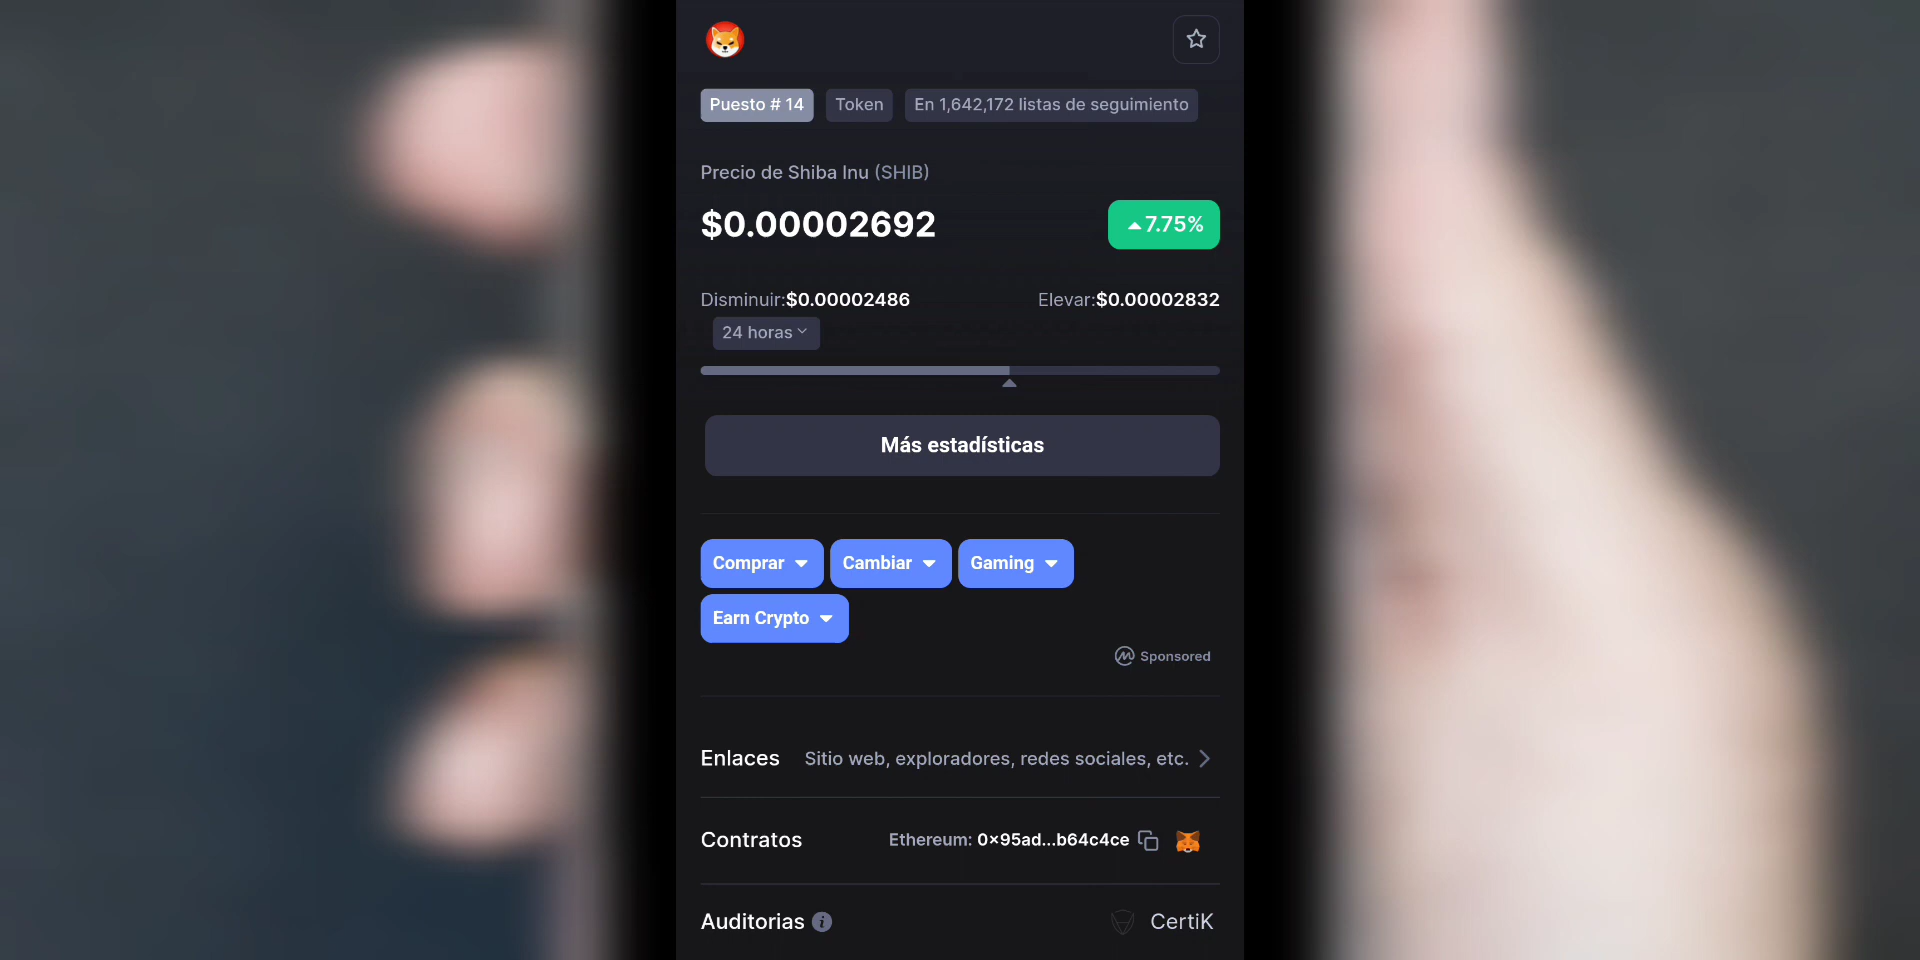 Puesto # 14 Token En 1,642,172 listas de seguimiento
Precio de Shiba Inu (SHIB)
$0.00002692 7.75%
Disminuir:$0.00002486 Elevar:$0.00002832
24 horas
Más estadísticas
Comprar Cambiar Gaming
Earn Crypto
Sponsored
Enlaces Sitio web, exploradores, redes sociales, etc.
Contratos Ethereum: 0x95ad...b64c4ce
Auditorias CertiK